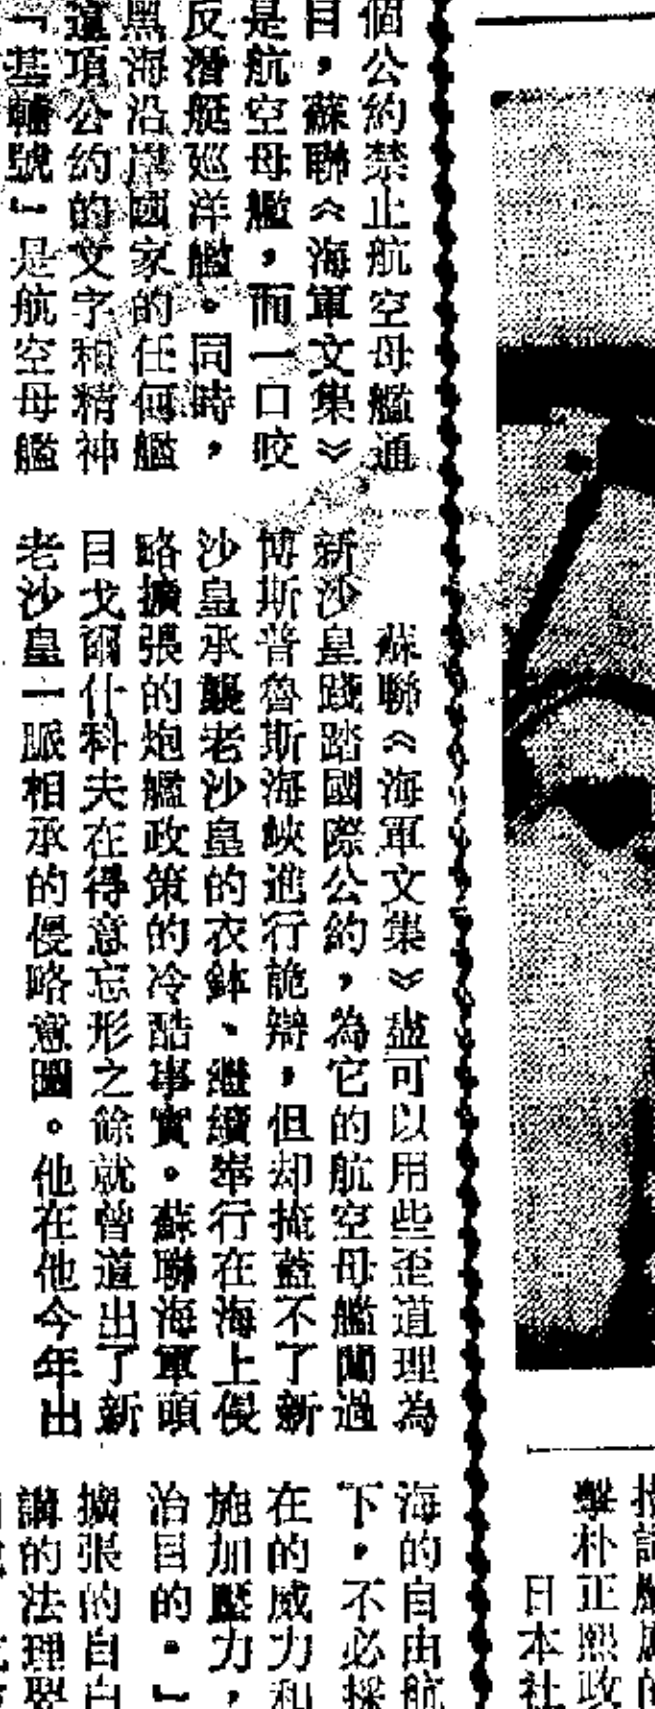 個公約禁止航空母艦通
目，蘇聯《海軍文集》
是航空母艦，而一口咬
反潛艇巡洋艦。同時，
黑海沿岸國家的任何艦
這項公約的文字和精神
「基輔號」是航空母艦
蘇聯《海軍文集》盡可以用些歪道理為
新沙皇踐踏國際公約，為它的航空母艦闖過
博斯普魯斯海峽進行詭辯，但却掩蓋不了新
沙皇承襲老沙皇的衣鉢、繼續奉行在海上侵
略擴張的炮艦政策的冷酷事實。蘇聯海軍頭
目戈爾什科夫在得意忘形之餘就曾道出了新
老沙皇一脈相承的侵略意圖。他在他今年出
海的自由航
下，不必採
在的威力和
施加壓力，
治目的。」
擴張的自白
講的法理
擊朴正熙政
日本社